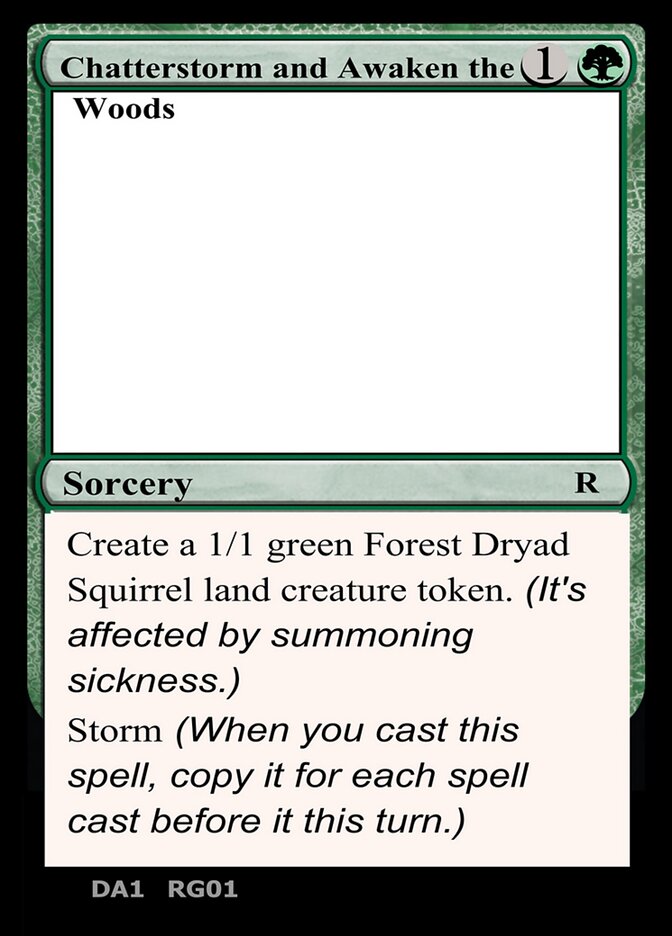 Chatterstorm and Awaken the 1
Woods
Sorcery R
Create a 1/1 green Forest Dryad
Squirrel land creature token. (It's
affected by summoning
sickness.)
Storm (When you cast this
spell, copy it for each spell
cast before it this turn.)
DA1 RG01